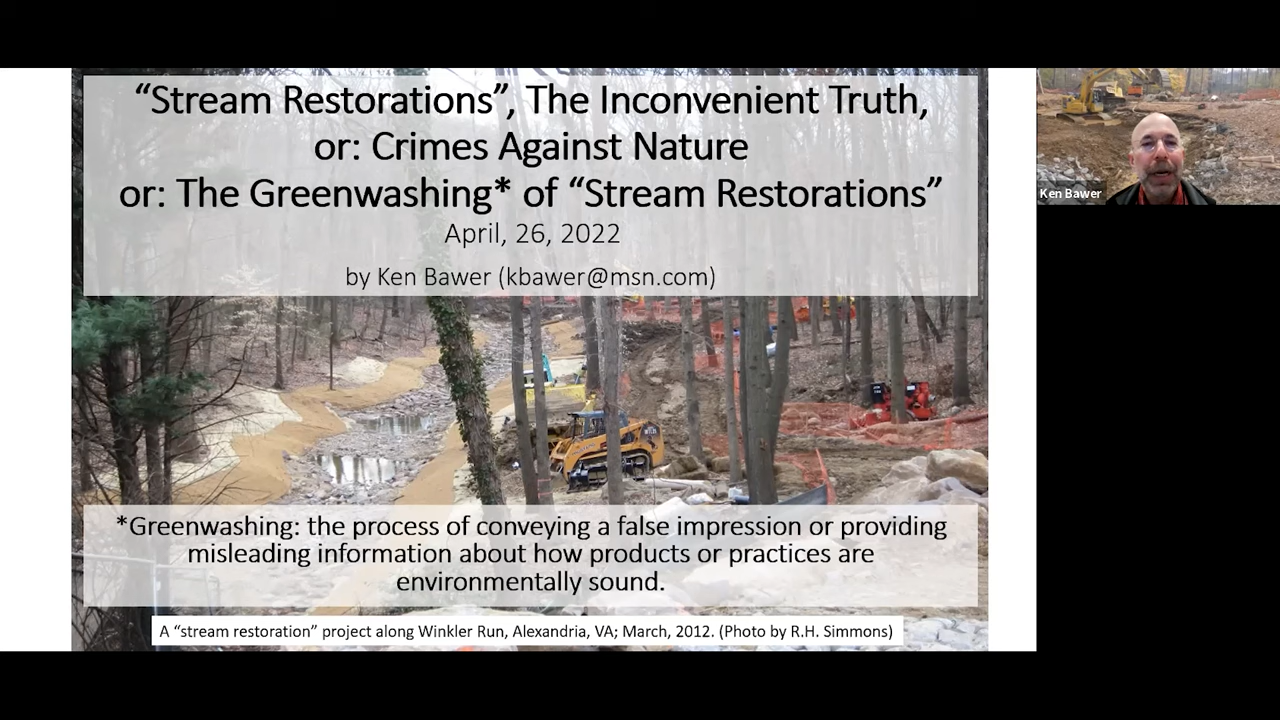 “Stream Restorations”, The Inconvenient Truth,
or: Crimes Against Nature
or: The Greenwashing* of “Stream Restorations”
April, 26, 2022
by Ken Bawer (kbawer@msn.com)
*Greenwashing: the process of conveying a false impression or providing
misleading information about how products or practices are
environmentally sound.
A “stream restoration” project along Winkler Run, Alexandria, VA; March, 2012. (Photo by R.H. Simmons)
Ken Bawer